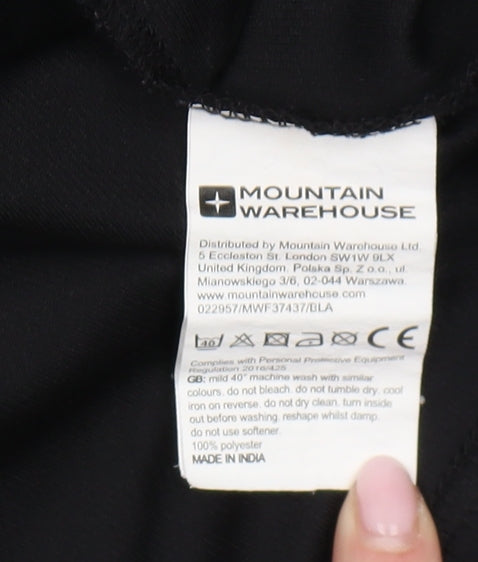 MOUNTAIN
WAREHOUSE
Distributed by Mountain Warehouse Ltd.
5 Eccleston St. London SW1W 9LX
United Kingdom. Polska Sp. Z o.o., ul.
Mianowskiego 3/6, 02-044 Warszawa.
www.mountainwarehouse.com
022957/MWF37437/BLA
40 CE
Complies with Personal Protective Equipment
Regulation 2016/425
GB: mild 40° machine wash with similar
colours, do not bleach, do not tumble dry, cool
iron on reverse, do not dry clean, turn inside
out before washing, reshape whilst damp,
do not use softener.
100% polyester
MADE IN INDIA